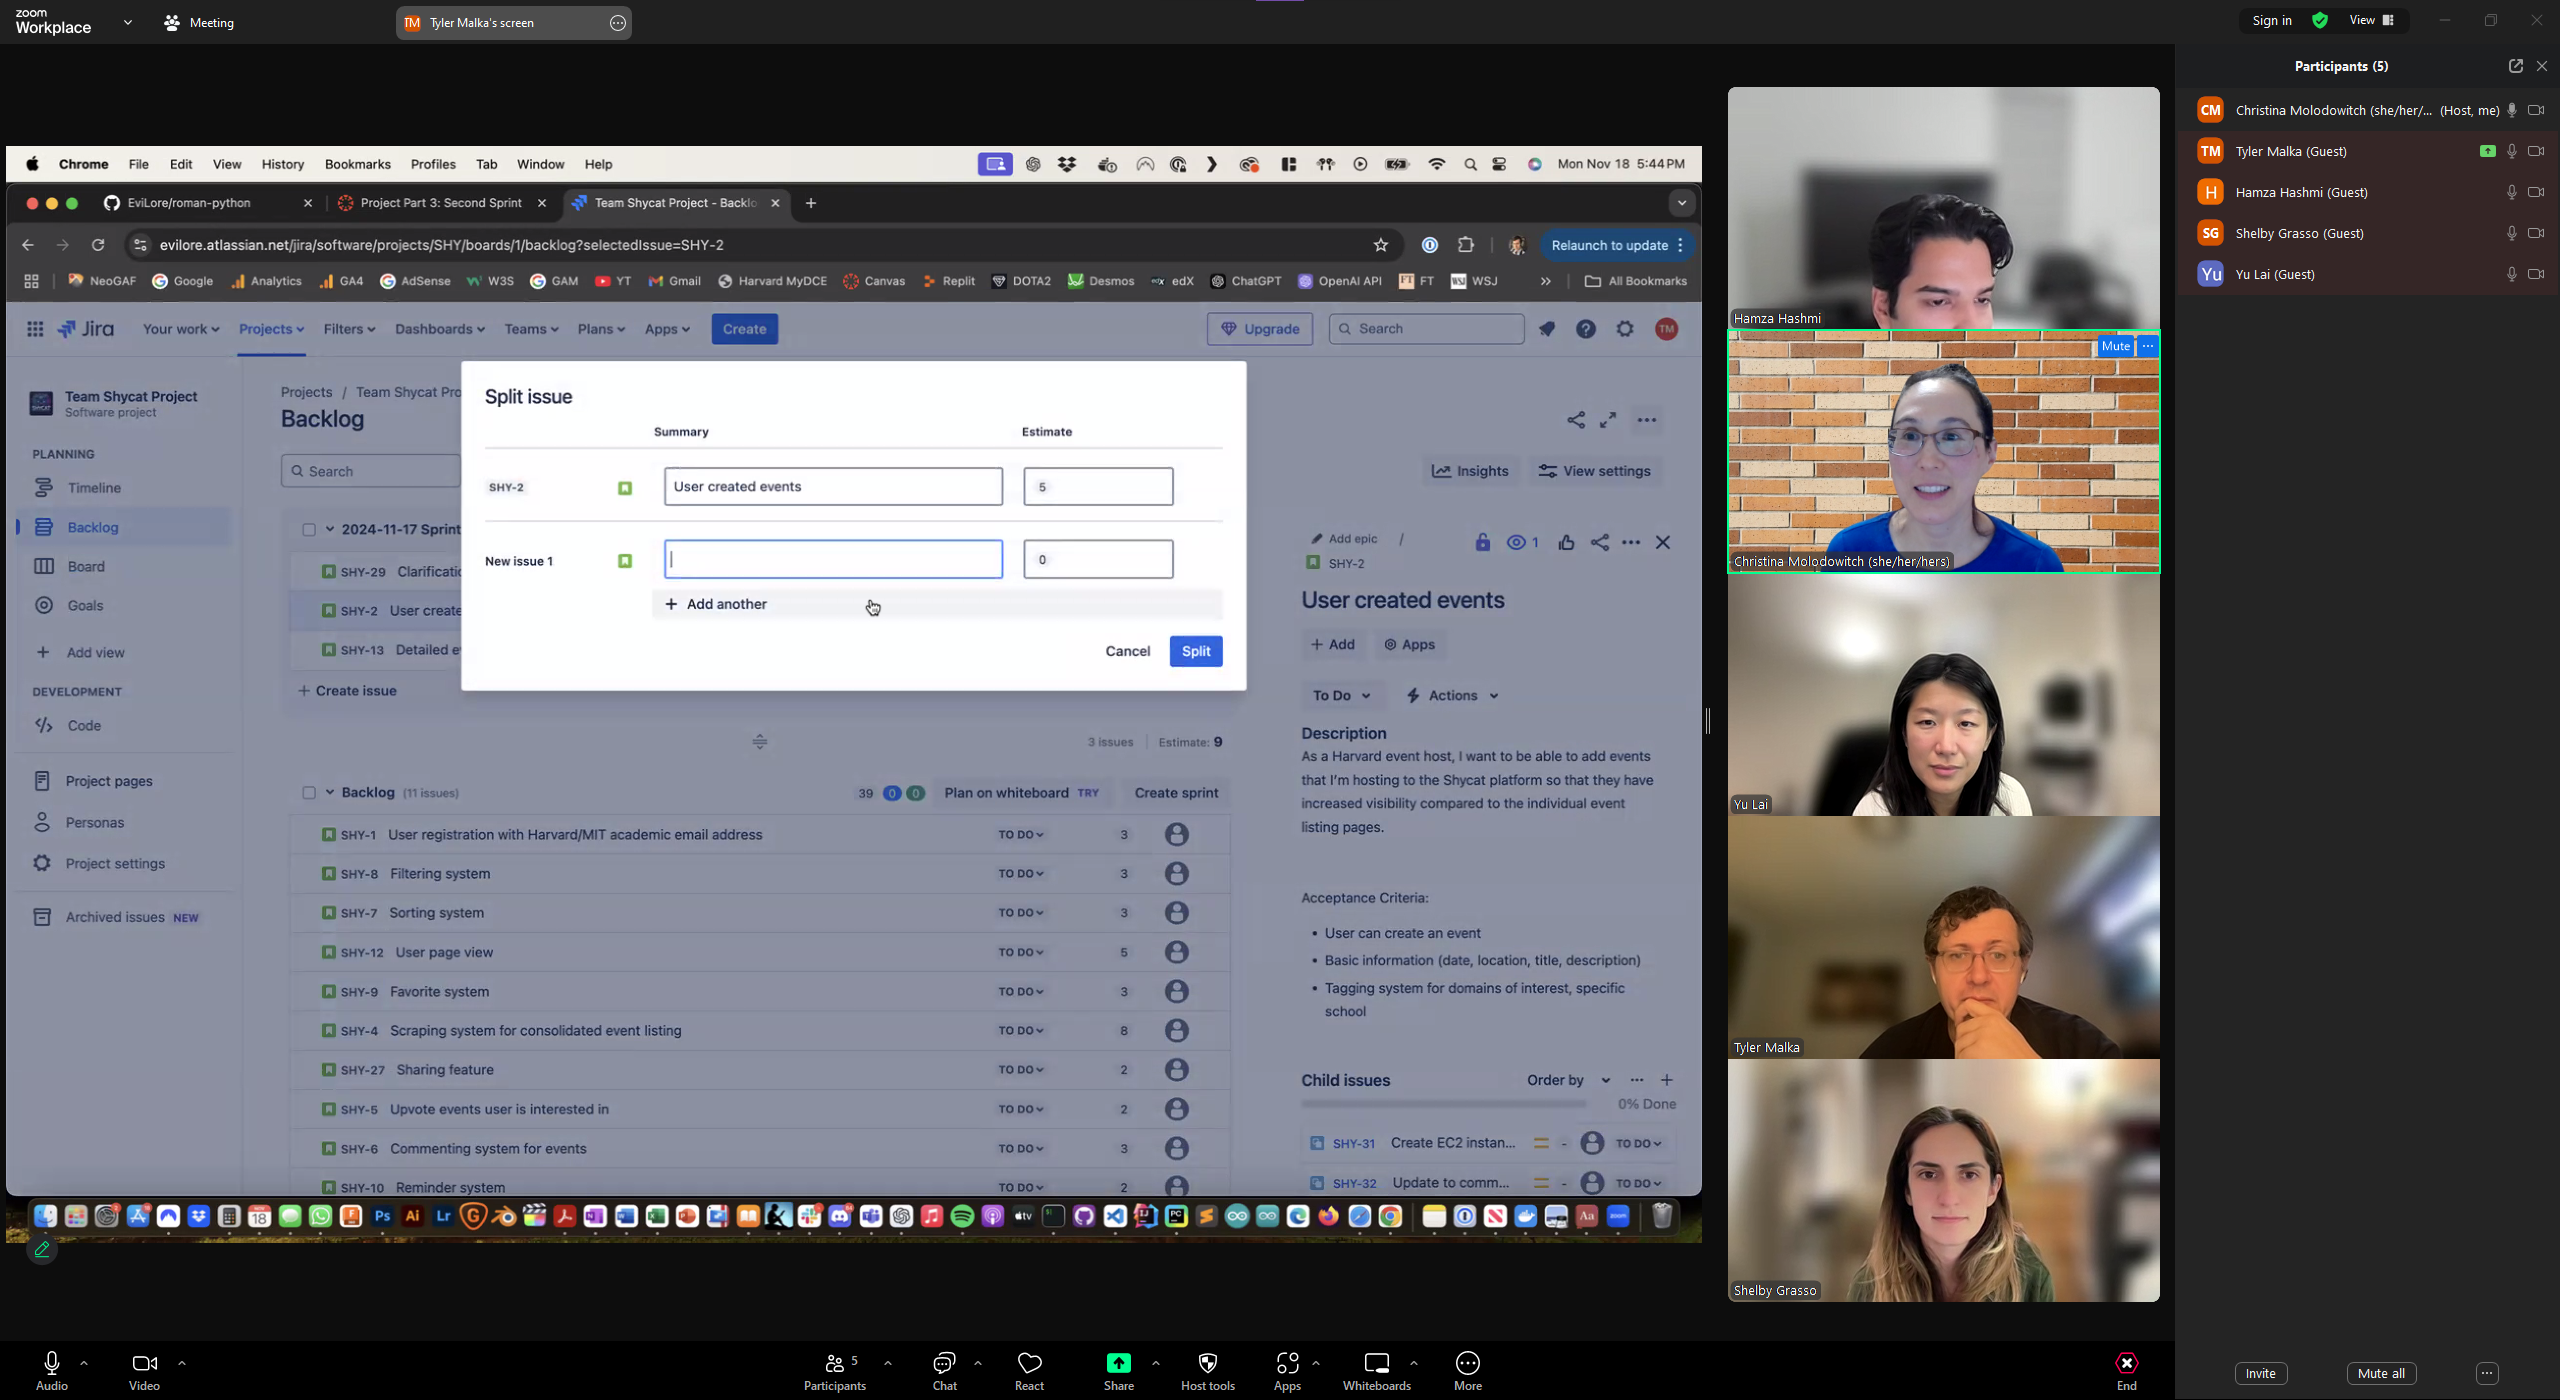 zoom
Workplace
Meeting
TM Tyler Malka's screen
Sign in
View
Chrome File Edit View History Bookmarks Profiles Tab Window Help
Mon Nov 18 5:44 PM
EviLore/roman-python
Project Part 3: Second Sprint
Team Shycat Project - Backlo
evilore.atlassian.net/jira/software/projects/SHY/boards/1/backlog?selectedIssue=SHY-2
Relaunch to update
NeoGAF Google Analytics GA4 AdSense W3S GAM YT Gmail Harvard MyDCE Canvas Replit DOTA2 Desmos edX ChatGPT OpenAI API FT WSJ » All Bookmarks
Jira Your work Projects Filters Dashboards Teams Plans Apps Create
Upgrade Search TM
Team Shycat Project
Software project
PLANNING
Timeline
Backlog
Board
Goals
Add view
DEVELOPMENT
Code
Project pages
Personas
Project settings
Archived issues NEW
Projects / Team Shycat Pro
Backlog
Search
Insights View settings
2024-11-17 Sprint
SHY-29 Clarificatio
SHY-2 User create
SHY-13 Detailed e
+ Create issue
Split issue
Summary Estimate
SHY-2 User created events 5
New issue 1 0
+ Add another
Cancel Split
3 issues Estimate: 9
Backlog (11 issues) 39 0 0 Plan on whiteboard TRY Create sprint
SHY-1 User registration with Harvard/MIT academic email address TO DO 3
SHY-8 Filtering system TO DO 3
SHY-7 Sorting system TO DO 3
SHY-12 User page view TO DO 5
SHY-9 Favorite system TO DO 3
SHY-4 Scraping system for consolidated event listing TO DO 8
SHY-27 Sharing feature TO DO 2
SHY-5 Upvote events user is interested in TO DO 2
SHY-6 Commenting system for events TO DO 3
SHY-10 Reminder system TO DO 2
Add epic / 1
SHY-2
User created events
+ Add Apps
To Do Actions
Description
As a Harvard event host, I want to be able to add events
that I'm hosting to the Shycat platform so that they have
increased visibility compared to the individual event
listing pages.
Acceptance Criteria:
• User can create an event
• Basic information (date, location, title, description)
• Tagging system for domains of interest, specific
school
Child issues Order by
0% Done
SHY-31 Create EC2 instan... - TO DO
SHY-32 Update to comm... - TO DO
Hamza Hashmi
Mute
Christina Molodowitch (she/her/hers)
Yu Lai
Tyler Malka
Shelby Grasso
Participants (5)
CM Christina Molodowitch (she/her/... (Host, me)
TM Tyler Malka (Guest)
H Hamza Hashmi (Guest)
SG Shelby Grasso (Guest)
Yu Yu Lai (Guest)
Audio
Video
Participants 5
Chat
React
Share
Host tools
Apps
Whiteboards
More
End
Invite
Mute all